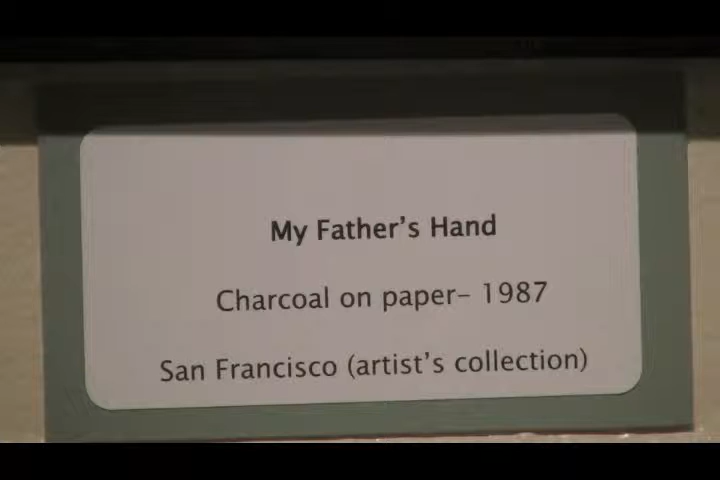 My Father’s Hand
Charcoal on paper– 1987
San Francisco (artist’s collection)